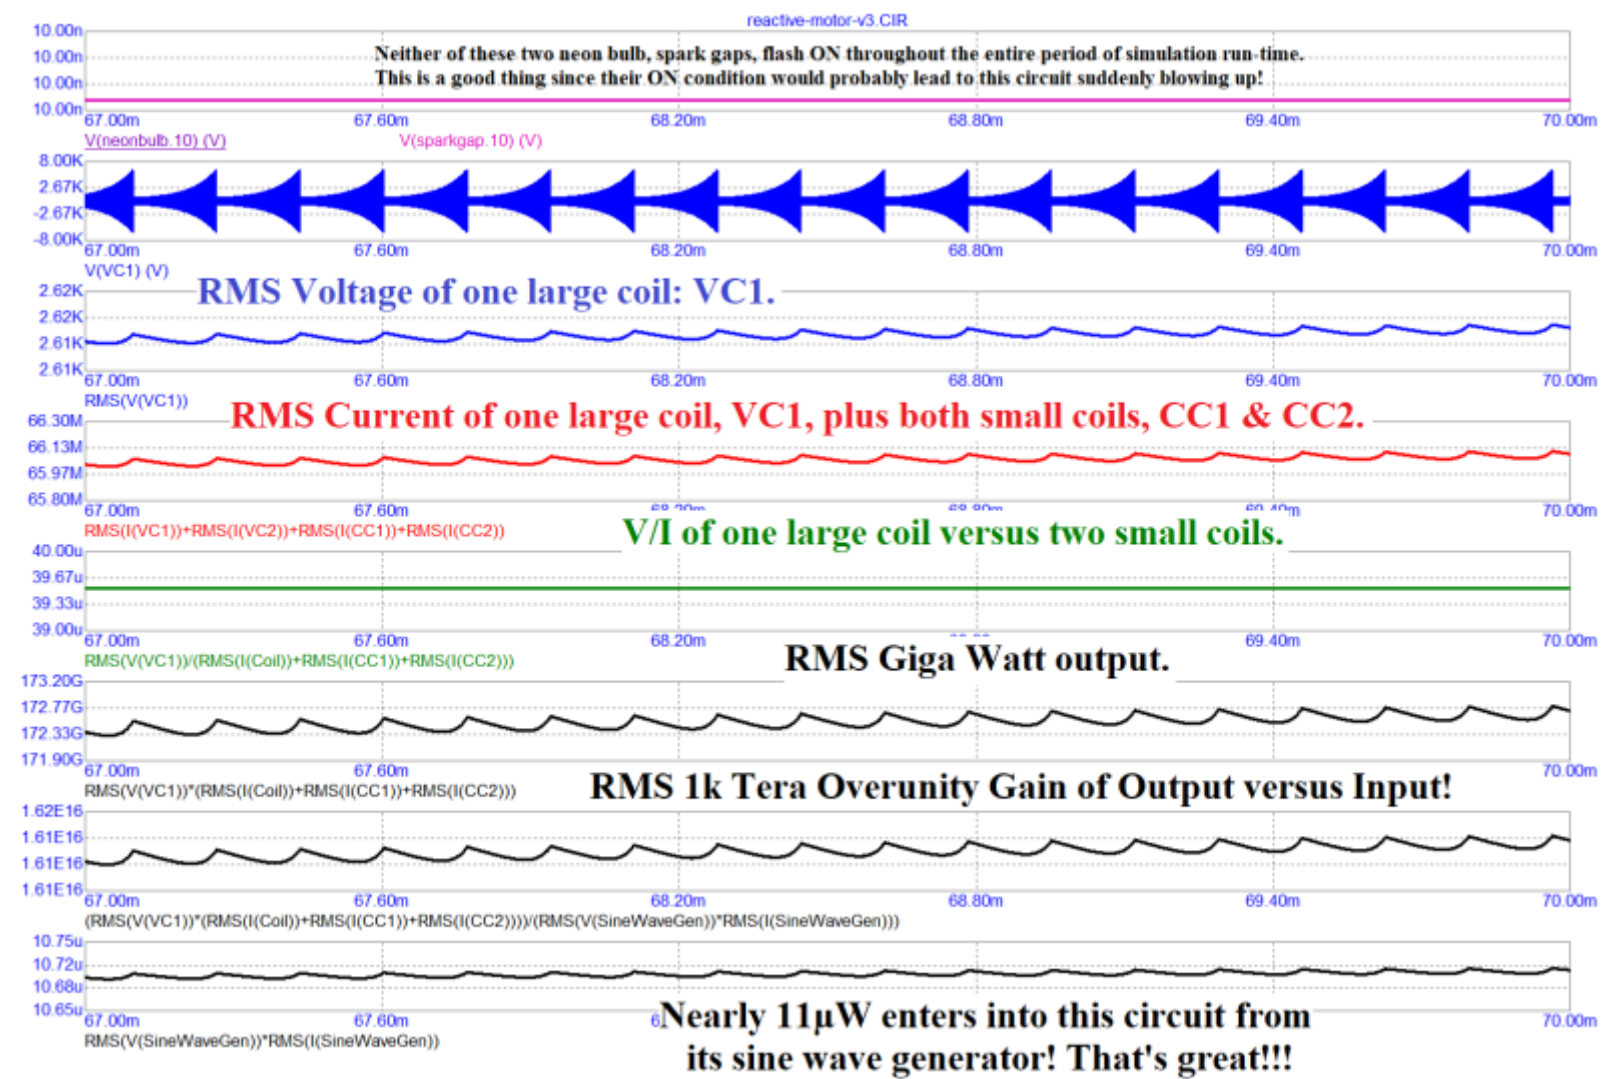 reactive-motor-v3.CIR
10.00n
Neither of these two neon bulb, spark gaps, flash ON throughout the entire period of simulation run-time.
10.00n
This is a good thing since their ON condition would probably lead to this circuit suddenly blowing up!
10.00n
10.00n
67.00m 67.60m 68.20m 68.80m 69.40m 70.00m
V(neonbulb.10) (V) V(sparkgap.10) (V)
8.00K
2.67K
-2.67K
-8.00K
67.00m 67.60m 68.20m 68.80m 69.40m 70.00m
V(VC1) (V)
RMS Voltage of one large coil: VC1.
2.62K
2.62K
2.61K
2.61K
67.00m 67.60m 68.20m 68.80m 69.40m 70.00m
RMS(V(VC1))
RMS Current of one large coil, VC1, plus both small coils, CC1 & CC2.
66.30M
66.13M
65.97M
65.80M
67.00m 67.60m 70.00m
RMS(I(VC1))+RMS(I(VC2))+RMS(I(CC1))+RMS(I(CC2))
V/I of one large coil versus two small coils.
40.00u
39.67u
39.33u
39.00u
67.00m 67.60m 68.20m 69.40m 70.00m
RMS(V(VC1))/(RMS(I(Coil))+RMS(I(CC1))+RMS(I(CC2)))
RMS Giga Watt output.
173.20G
172.77G
172.33G
171.90G
67.00m 67.60m 70.00m
RMS(V(VC1))*(RMS(I(Coil))+RMS(I(CC1))+RMS(I(CC2)))
RMS 1k Tera Overunity Gain of Output versus Input!
1.62E16
1.61E16
1.61E16
1.61E16
67.00m 67.60m 68.20m 68.80m 69.40m 70.00m
(RMS(V(VC1))*(RMS(I(Coil))+RMS(I(CC1))+RMS(I(CC2))))/(RMS(V(SineWaveGen))*RMS(I(SineWaveGen)))
10.75u
10.72u
10.68u
10.65u
67.00m 67.60m 70.00m
Nearly 11µW enters into this circuit from
RMS(V(SineWaveGen))*RMS(I(SineWaveGen))
its sine wave generator! That's great!!!